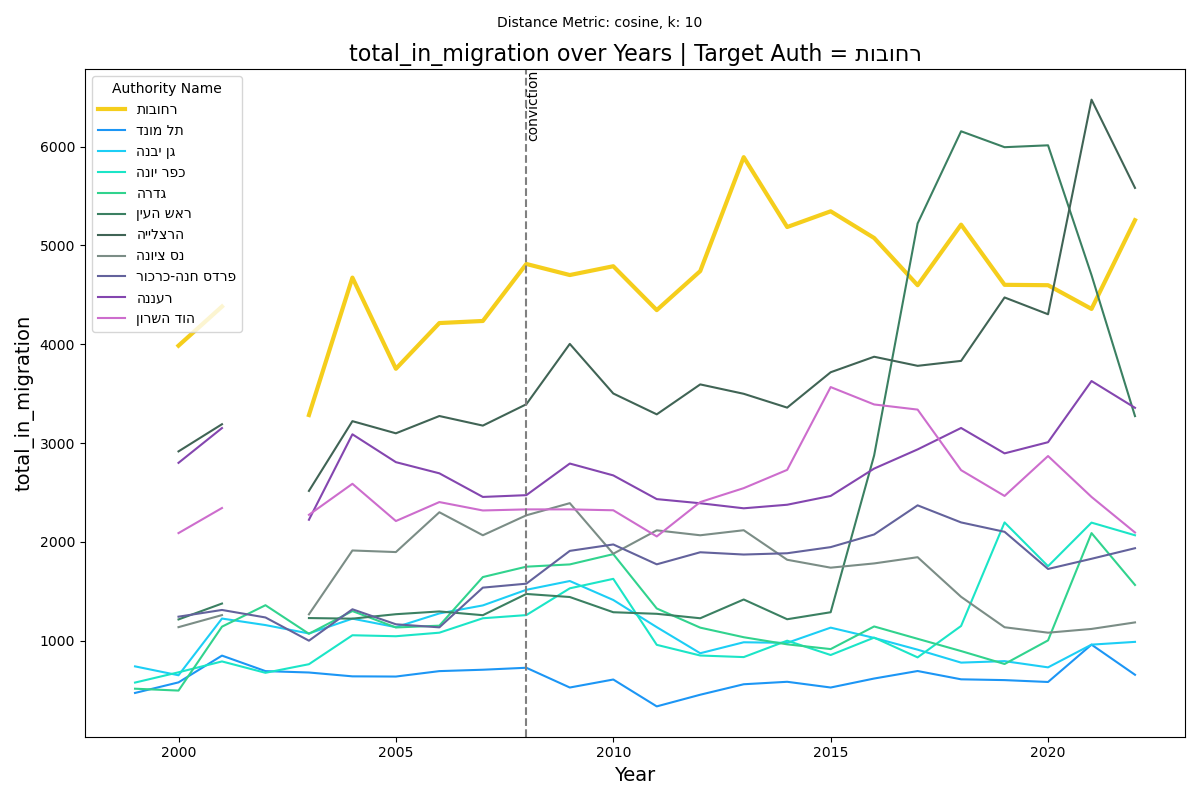 Distance Metric: cosine, k: 10
total_in_migration over Years | Target Auth = רחובות
Authority Name
רחובות
תל מונד
גן יבנה
כפר יונה
גדרה
ראש העין
הרצלייה
נס ציונה
פרדס חנה-כרכור
רעננה
הוד השרון
conviction
total_in_migration
6000
5000
4000
3000
2000
1000
2000
2005
2010
2015
2020
Year